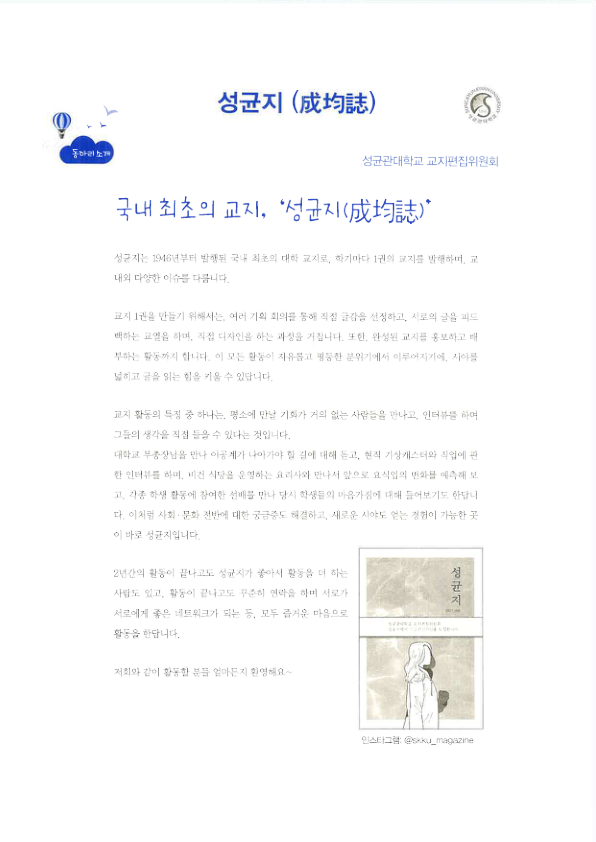 성균지 (成均誌)
동아리 소개
성균관대학교 교지편집위원회
국내 최초의 교지, '성균지(成均誌)'
성균지는 1946년부터 발행된 국내 최초의 대학 교지로, 학기마다 1권의 교지를 발행하며, 교
내외 다양한 이슈를 다룹니다.
교지 1권을 만들기 위해서는, 여러 기획 회의를 통해 직접 글감을 선정하고, 서로의 글을 피드
백하는 교열을 하며, 직접 디자인을 하는 과정을 거칩니다. 또한, 완성된 교지를 홍보하고 배
부하는 활동까지 합니다. 이 모든 활동이 자유롭고 평등한 분위기에서 이루어지기에, 시야를
넓히고 글을 읽는 힘을 키울 수 있답니다.
교지 활동의 특징 중 하나는, 평소에 만날 기회가 거의 없는 사람들을 만나고, 인터뷰를 하며
그들의 생각을 직접 들을 수 있다는 것입니다.
대학교 부총장님을 만나 이공계가 나아가야 할 길에 대해 듣고, 현직 기상캐스터와 직업에 관
한 인터뷰를 하며, 비건 식당을 운영하는 요리사와 만나서 앞으로 요식업의 변화를 예측해 보
고, 각종 학생 활동에 참여한 선배를 만나 당시 학생들의 마음가짐에 대해 들어보기도 한답니
다. 이처럼 사회·문화 전반에 대한 궁금증도 해결하고, 새로운 시야도 얻는 경험이 가능한 곳
이 바로 성균지입니다.
2년간의 활동이 끝나고도 성균지가 좋아서 활동을 더 하는
사람도 있고, 활동이 끝나고도 꾸준히 연락을 하며 서로가
서로에게 좋은 네트워크가 되는 등, 모두 즐거운 마음으로
활동을 한답니다.
저희와 같이 활동할 분들 얼마든지 환영해요~
성균지
성균관대학교 교지편집위원회
인스타그램: @skku_magazine